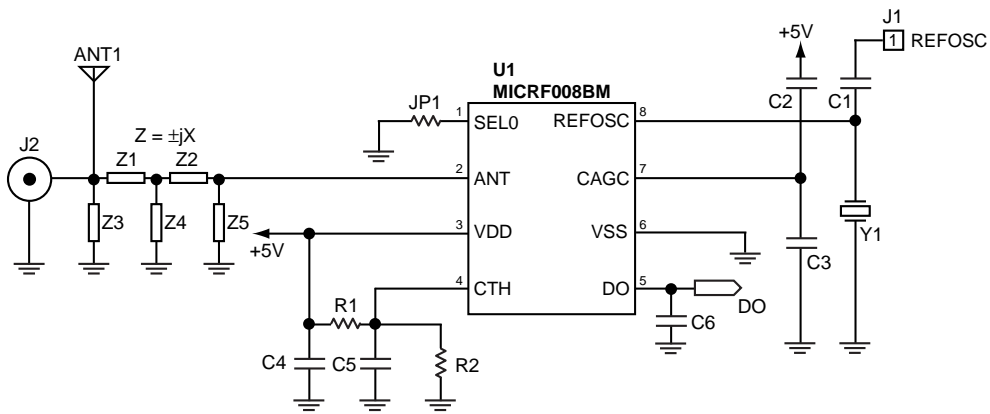 J1
+5V
1 REFOSC
ANT1
U1
MICRF008BM
C2
C1
JP1
1
SEL0
REFOSC
8
J2
Z = ±jX
Z1
Z2
2
ANT
CAGC
7
Z3
Z4
Z5
+5V
3
VDD
VSS
6
C3
Y1
4
CTH
DO
5
DO
R1
C6
C4
C5
R2